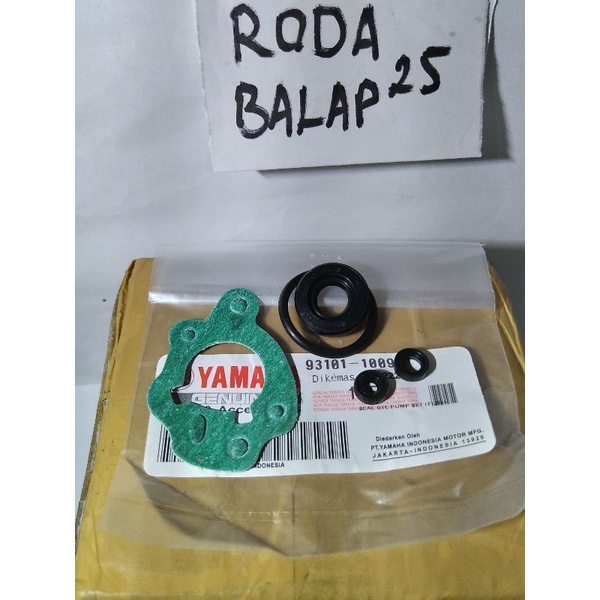 RODA
BALAP 25
YAMA
GENUINE
93101-1009
Dikemas
SEAL OIL PUMP SET
Diedarkan Oleh
PT.YAMAHA INDONESIA MOTOR MFG.
JAKARTA-INDONESIA 13920
INDONESIA